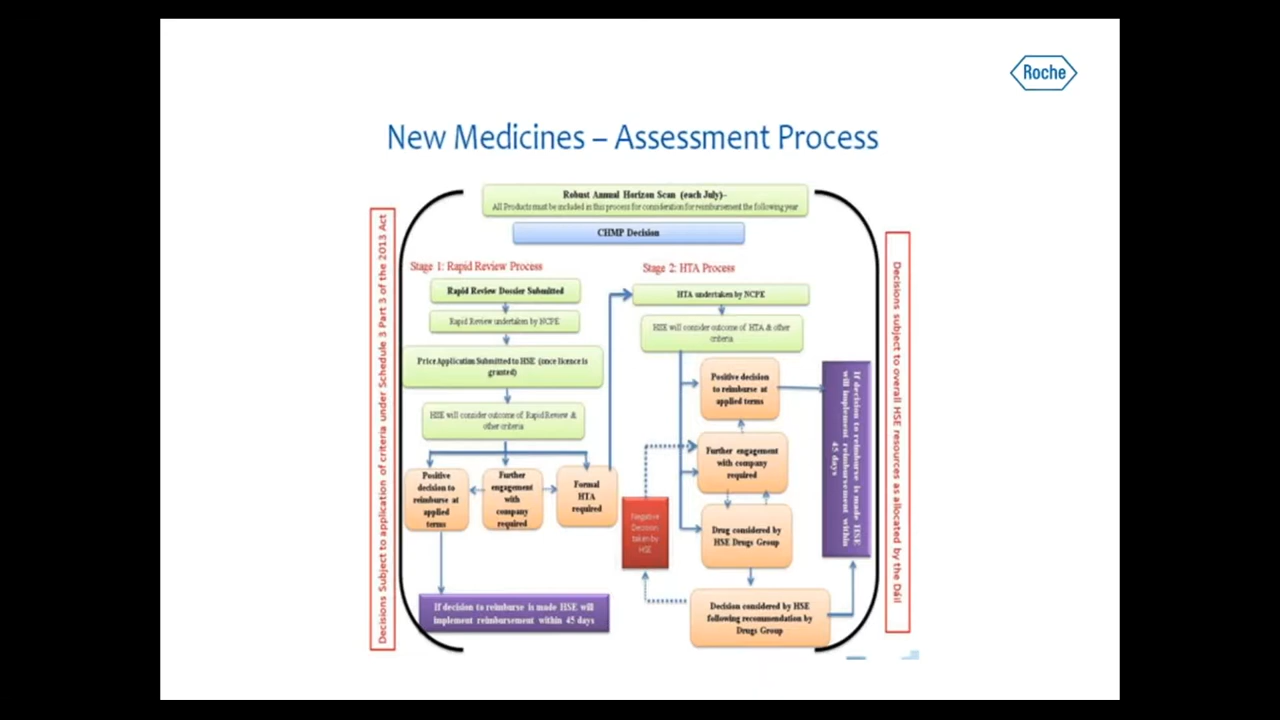 Roche
New Medicines – Assessment Process
Robust Annual Horizon Scan (each July)–
All Products must be included in this process for consideration for reimbursement the following year
CHMP Decision
Decisions Subject to application of criteria under Schedule 3 Part 3 of the 2013 Act
Stage 1: Rapid Review Process
Rapid Review Dossier Submitted
Rapid Review undertaken by NCPE
Price Application Submitted to HSE (once licence is
granted)
HSE will consider outcome of Rapid Review &
other criteria
Positive
decision to
reimburse at
applied
terms
Further
engagement
with
company
required
Formal
HTA
required
If decision to reimburse is made HSE will
implement reimbursement within 45 days
Stage 2: HTA Process
HTA undertaken by NCPE
HSE will consider outcome of HTA & other
criteria
Positive decision
to reimburse at
applied terms
Further engagement
with company
required
Drug considered by
HSE Drugs Group
Negative
Decision
taken by
HSE
Decision considered by HSE
following recommendation by
Drugs Group
If decision to reimburse is made HSE
will implement reimbursement within
45 days
Decisions subject to overall HSE resources as allocated by the Dáil